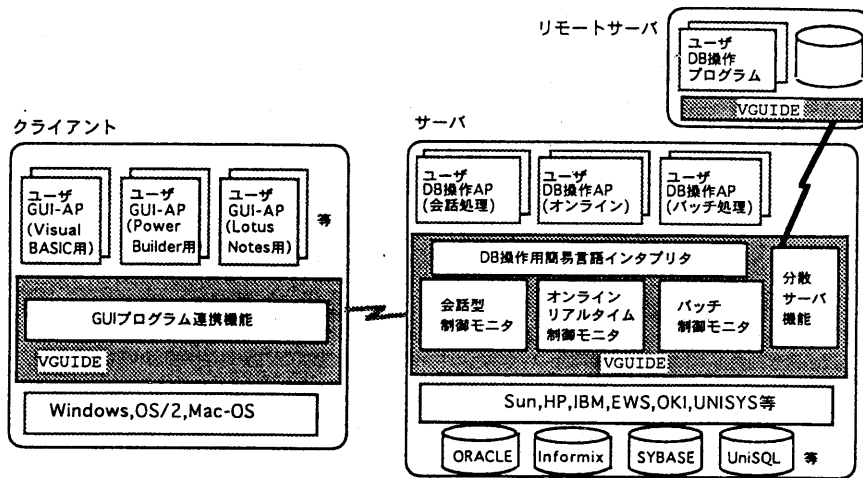 リモートサーバ
ユーザ
DB操作
プログラム
VGUIDE
クライアント
ユーザ
GUI-AP
(Visual
BASIC用)
ユーザ
GUI-AP
(Power
Builder用)
ユーザ
GUI-AP
(Lotus
Notes用)
等
GUIプログラム連携機能
VGUIDE
Windows,OS/2,Mac-OS
サーバ
ユーザ
DB操作AP
(会話処理)
ユーザ
DB操作AP
(オンライン)
ユーザ
DB操作AP
(バッチ処理)
DB操作用簡易言語インタプリタ
会話型
制御モニタ
オンライン
リアルタイム
制御モニタ
バッチ
制御モニタ
分散
サーバ
機能
VGUIDE
Sun,HP,IBM,EWS,OKI,UNISYS等
ORACLE
Informix
SYBASE
UniSQL
等